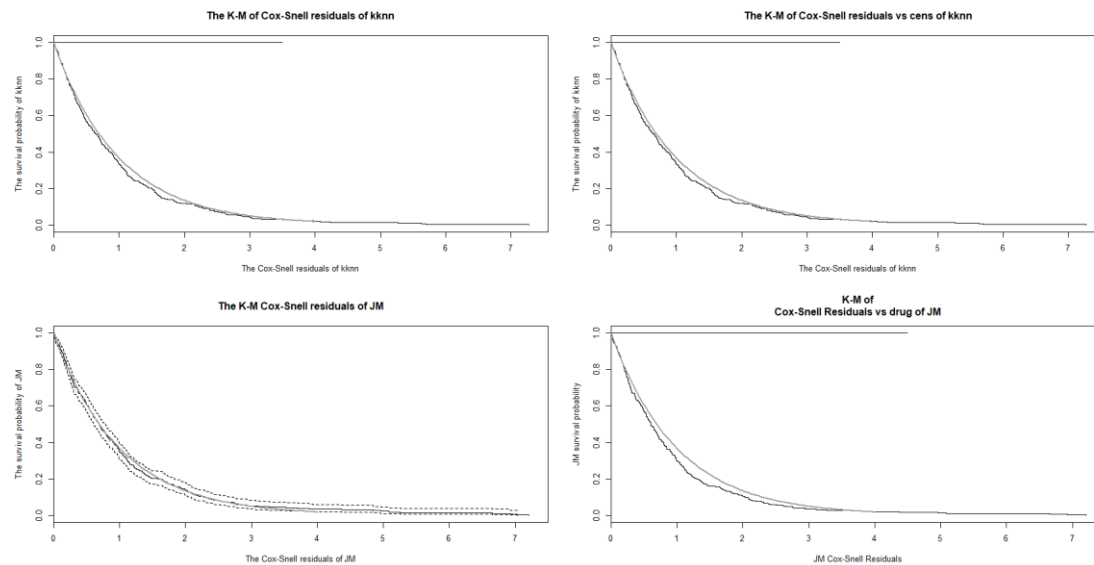 The K-M of Cox-Snell residuals of kknn
The survival probability of kknn
1.0
0.8
0.6
0.4
0.2
0.0
0 1 2 3 4 5 6 7
The Cox-Snell residuals of kknn
The K-M of Cox-Snell residuals vs cens of kknn
The survival probability of kknn
1.0
0.8
0.6
0.4
0.2
0.0
0 1 2 3 4 5 6 7
The Cox-Snell residuals of kknn
The K-M Cox-Snell residuals of JM
The survival probability of JM
1.0
0.8
0.6
0.4
0.2
0.0
0 1 2 3 4 5 6 7
The Cox-Snell residuals of JM
K-M of
Cox-Snell Residuals vs drug of JM
JM survival probability
1.0
0.8
0.6
0.4
0.2
0.0
0 1 2 3 4 5 6 7
JM Cox-Snell Residuals